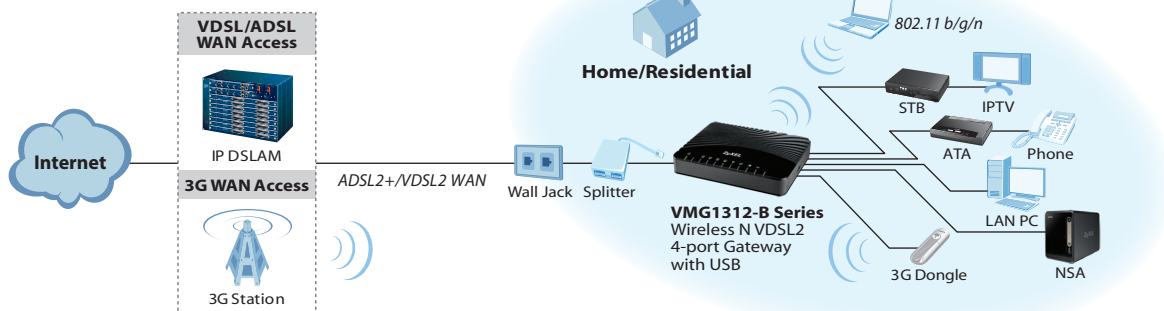 VDSL/ADSL
WAN Access
IP DSLAM
Internet
3G WAN Access
3G Station
ADSL2+/VDSL2 WAN
Home/Residential
802.11 b/g/n
Wall Jack
Splitter
ZyXEL
VMG1312-B Series
Wireless N VDSL2
4-port Gateway
with USB
STB
IPTV
ATA
Phone
LAN PC
3G Dongle
NSA